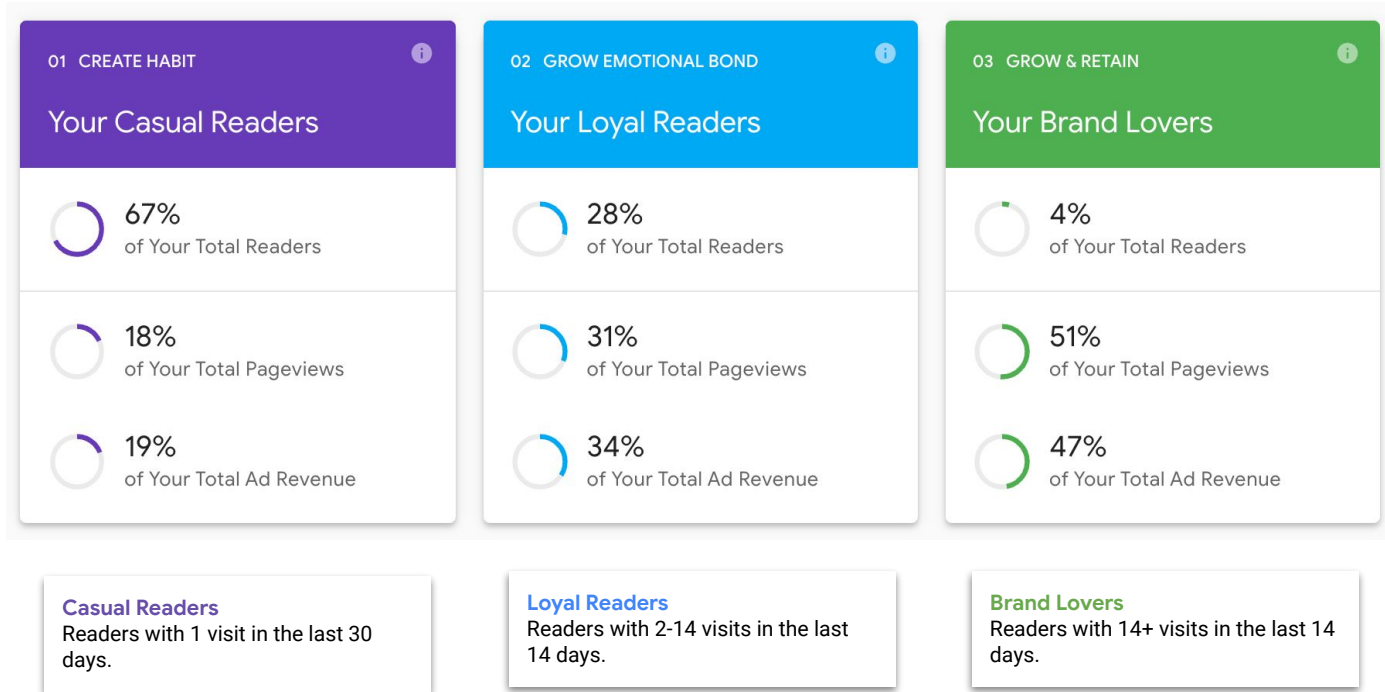 01 CREATE HABIT
Your Casual Readers
67%
of Your Total Readers
18%
of Your Total Pageviews
19%
of Your Total Ad Revenue
02 GROW EMOTIONAL BOND
Your Loyal Readers
28%
of Your Total Readers
31%
of Your Total Pageviews
34%
of Your Total Ad Revenue
03 GROW & RETAIN
Your Brand Lovers
4%
of Your Total Readers
51%
of Your Total Pageviews
47%
of Your Total Ad Revenue
Casual Readers
Readers with 1 visit in the last 30
days.
Loyal Readers
Readers with 2-14 visits in the last
14 days.
Brand Lovers
Readers with 14+ visits in the last 14
days.